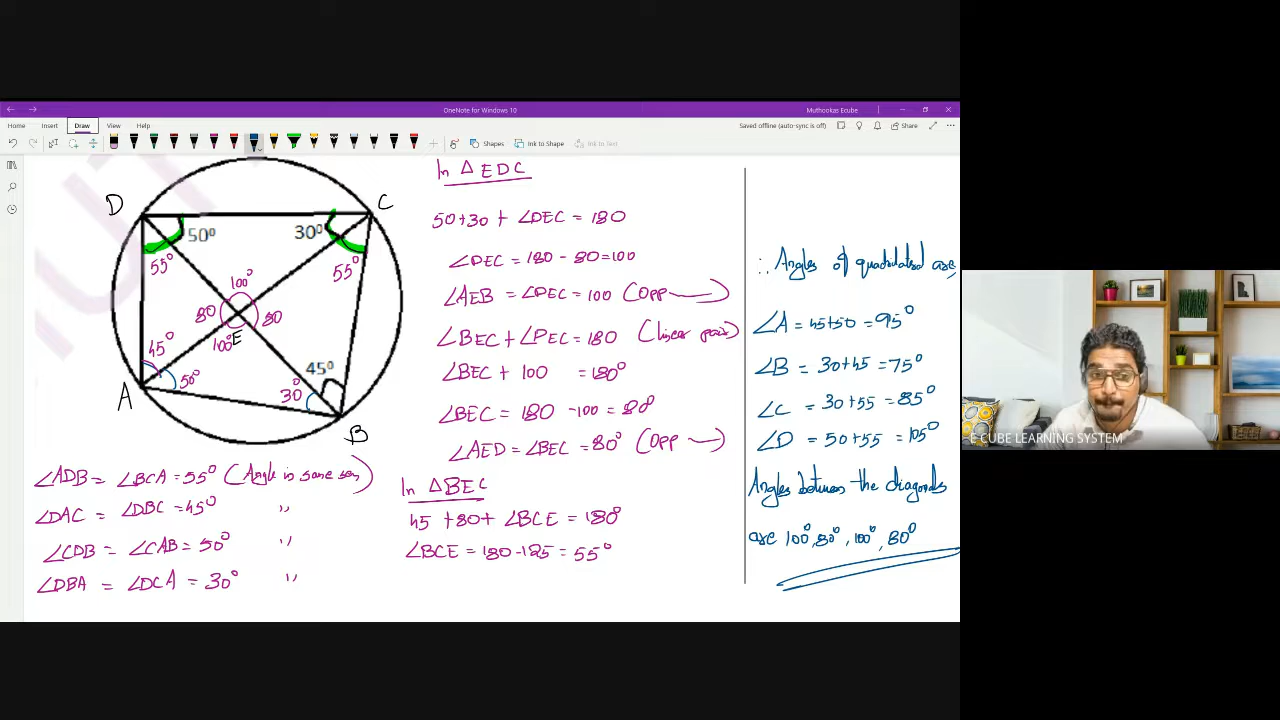 OneNote for Windows 10
Muthookas Ecube
Home Insert Draw View Help
Saved offline (auto-sync is off) Share
Shapes Ink to Shape Ink to Text
D
C
50⁰
30⁰
55°
55°
100°
80
80
100°
E
45°
50°
45⁰
30°
A
B
∠ADB = ∠BCA = 55° (Angle in same seg)
∠DAC = ∠DBC = 45° ''
∠CDB = ∠CAB = 50° ''
∠DBA = ∠DCA = 30° ''
In △EDC
50+30 + ∠DEC = 180
∠DEC = 180 - 80 = 100
∠AEB = ∠DEC = 100 (Opp )
∠BEC + ∠DEC = 180 (linear pair)
∠BEC + 100 = 180°
∠BEC = 180 - 100 = 80°
∠AED = ∠BEC = 80° (Opp )
In △BEC
45 + 80 + ∠BCE = 180°
∠BCE = 180 - 125 = 55°
∴ Angles of quadrilateral are,
∠A = 45+50 = 95°
∠B = 30+45 = 75°
∠C = 30+55 = 85°
∠D = 50+55 = 105°
Angles between the diagonals
are 100°, 80°, 100°, 80°
E CUBE LEARNING SYSTEM